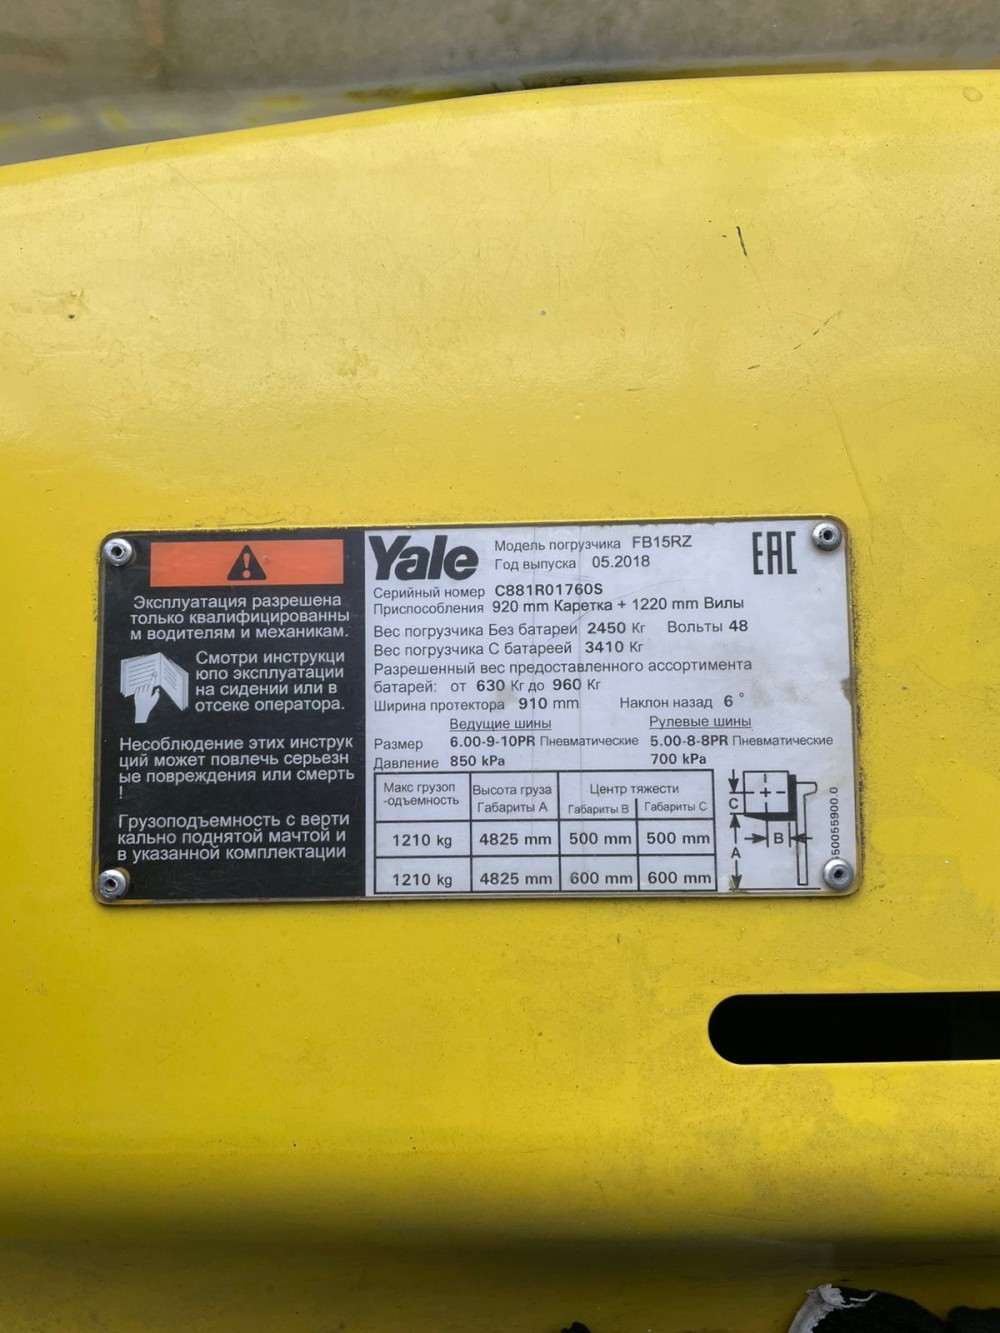 Эксплуатация разрешена
только квалифицированны
м водителям и механикам.
Смотри инструкци
юпо эксплуатации
на сидении или в
отсеке оператора.
Несоблюдение этих инструк
ций может повлечь серьезн
ые повреждения или смерть
!
Грузоподъемность с верти
кально поднятой мачтой и
в указанной комплектации
Yale
Модель погрузчика FB15RZ
Год выпуска 05.2018
EAC
Серийный номер C881R01760S
Приспособления 920 mm Каретка + 1220 mm Вилы
Вес погрузчика Без батареи 2450 Кг Вольты 48
Вес погрузчика С батареей 3410 Кг
Разрешенный вес предоставленного ассортимента
батарей: от 630 Кг до 960 Кг
Ширина протектора 910 mm Наклон назад 6 °
Ведущие шины Рулевые шины
Размер 6.00-9-10PR Пневматические 5.00-8-8PR Пневматические
Давление 850 kPa 700 kPa
Макс грузоп
-одъемность
Высота груза
Габариты A
Центр тяжести
Габариты B Габариты C
1210 kg 4825 mm 500 mm 500 mm
1210 kg 4825 mm 600 mm 600 mm
C
B
A
50055900.0